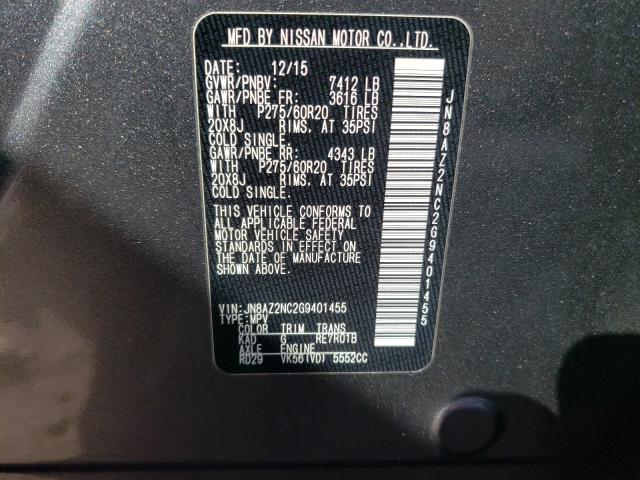 MFD BY NISSAN MOTOR CO.,LTD.
DATE: 12/15
GVWR/PNBV: 7412 LB
GAWR/PNBE FR: 3616 LB
WITH P275/60R20 TIRES
20X8J RIMS. AT 35PSI
COLD SINGLE.
GAWR/PNBE RR: 4343 LB
WITH P275/60R20 TIRES
20X8J RIMS. AT 35PSI
COLD SINGLE.
THIS VEHICLE CONFORMS TO
ALL APPLICABLE FEDERAL
MOTOR VEHICLE SAFETY
STANDARDS IN EFFECT ON
THE DATE OF MANUFACTURE
SHOWN ABOVE.
VIN: JN8AZ2NC2G9401455
TYPE: MPV
COLOR TRIM TRANS
KAD G RE7R01B
AXLE ENGINE
RD29 VK56(VD) 5552CC
JN8AZ2NC2G9401455